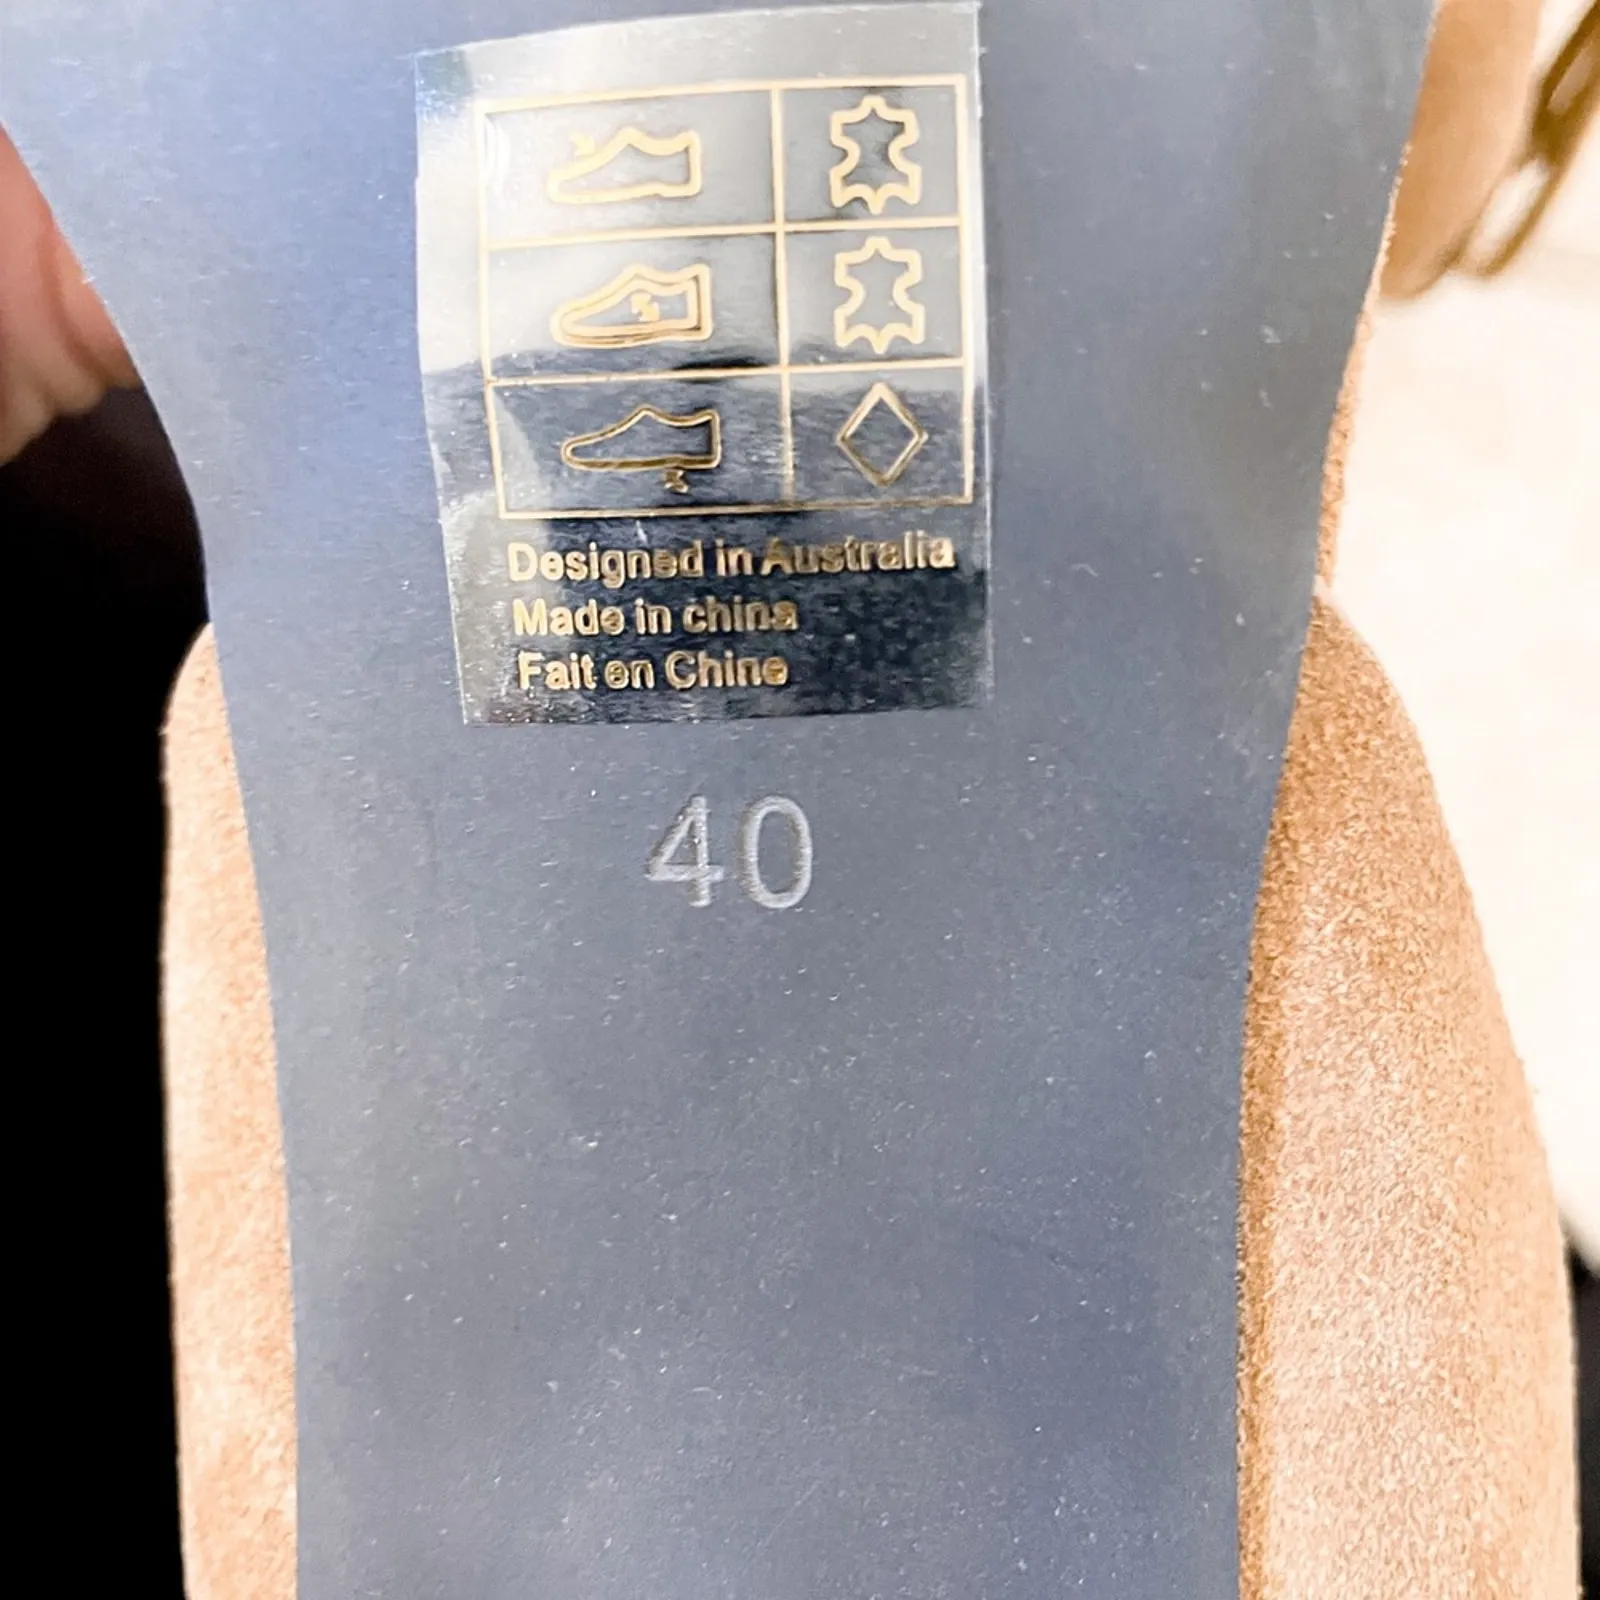 Designed in Australia
Made in china
Fait en Chine
40